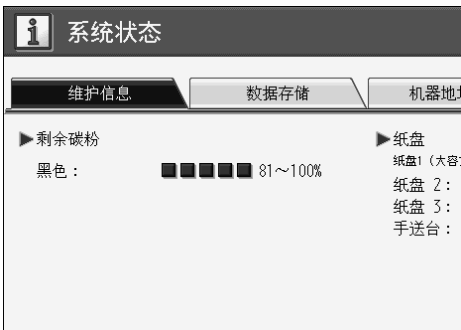 系统状态
维护信息
数据存储
机器地
▶剩余碳粉
黑色：
81～100%
▶纸盘
纸盘1（大容
纸盘 2：
纸盘 3：
手送台：